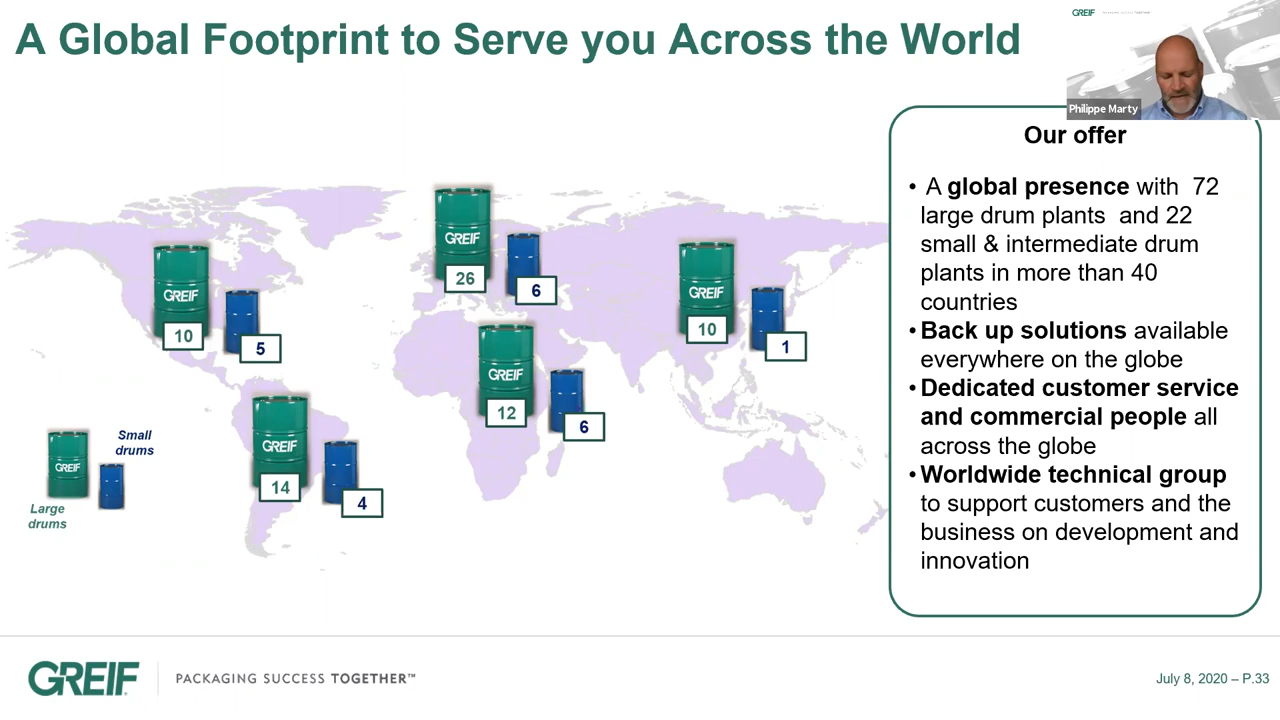 A Global Footprint to Serve you Across the World
GREIF PACKAGING SUCCESS TOGETHER™
Philippe Marty
Our offer
• A global presence with 72
large drum plants and 22
small & intermediate drum
plants in more than 40
countries
• Back up solutions available
everywhere on the globe
• Dedicated customer service
and commercial people all
across the globe
• Worldwide technical group
to support customers and the
business on development and
innovation
GREIF
26
6
GREIF
10
5
GREIF
10
1
GREIF
12
6
GREIF
14
4
Small
drums
GREIF
Large
drums
GREIF
PACKAGING SUCCESS TOGETHER™
July 8, 2020 – P.33